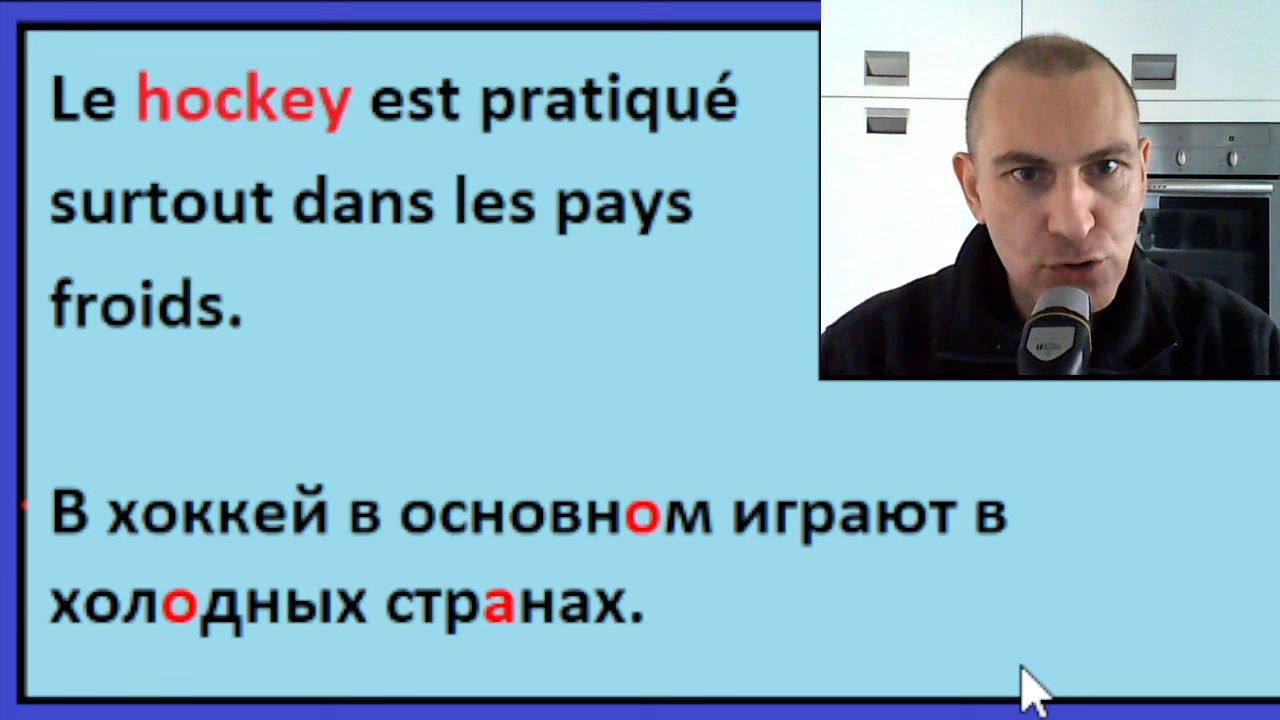 Le hockey est pratiqué
surtout dans les pays
froids.
В хоккей в основном играют в
холодных странах.